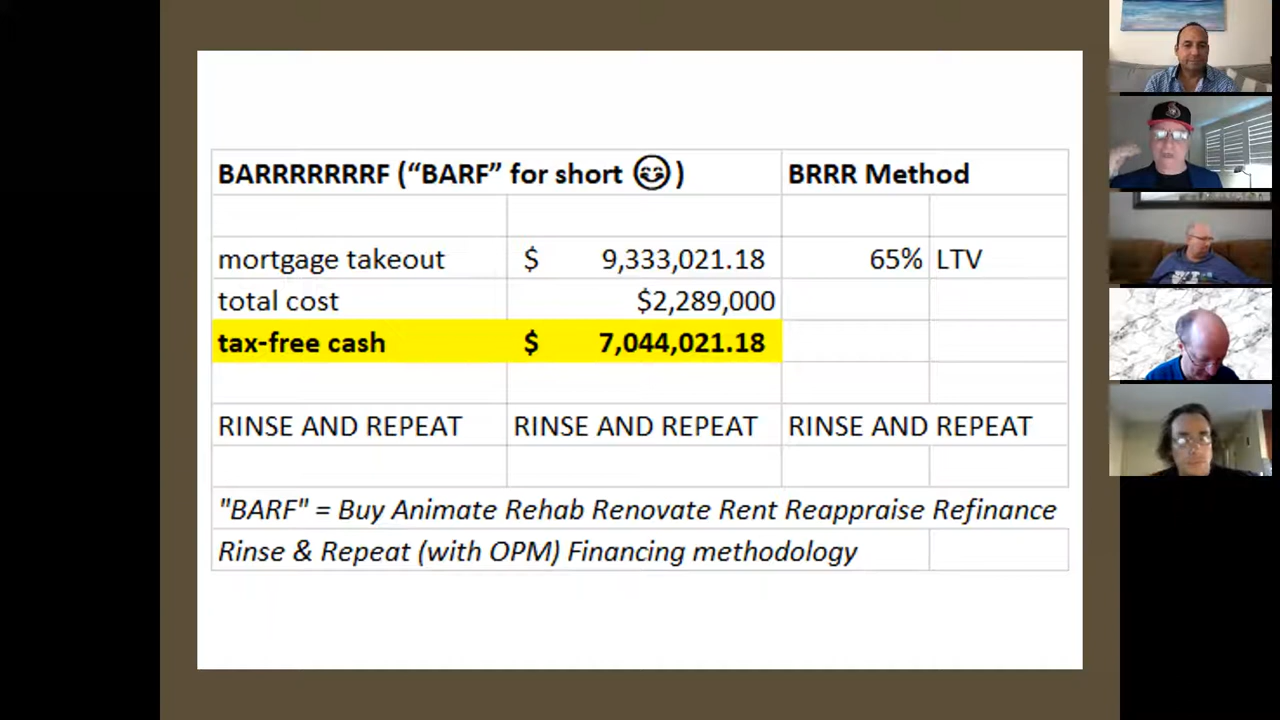 BARRRRRRRF (“BARF” for short 😄) BRRR Method
mortgage takeout $ 9,333,021.18 65% LTV
total cost $2,289,000
tax-free cash $ 7,044,021.18
RINSE AND REPEAT RINSE AND REPEAT RINSE AND REPEAT
"BARF" = Buy Animate Rehab Renovate Rent Reappraise Refinance
Rinse & Repeat (with OPM) Financing methodology